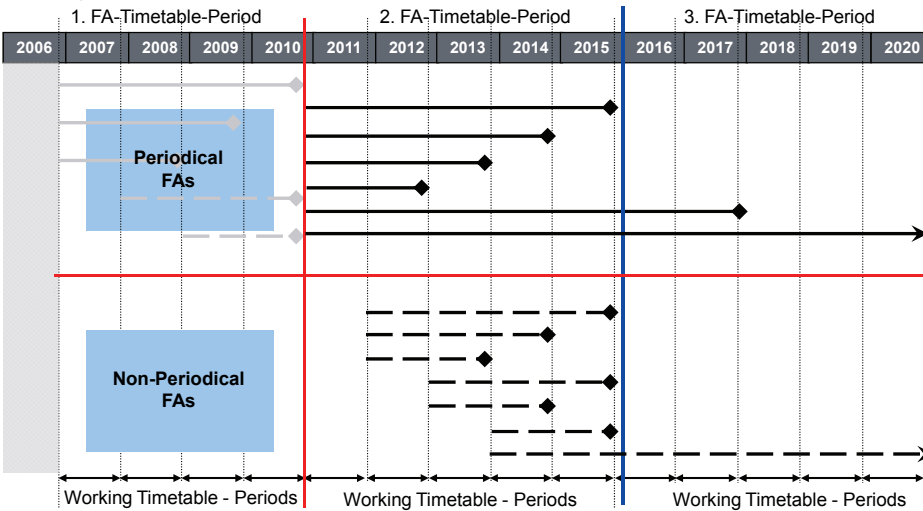 1. FA-Timetable-Period 2. FA-Timetable-Period 3. FA-Timetable-Period
2006 2007 2008 2009 2010 2011 2012 2013 2014 2015 2016 2017 2018 2019 2020
Periodical
FAs
Non-Periodical
FAs
Working Timetable - Periods Working Timetable - Periods Working Timetable - Periods